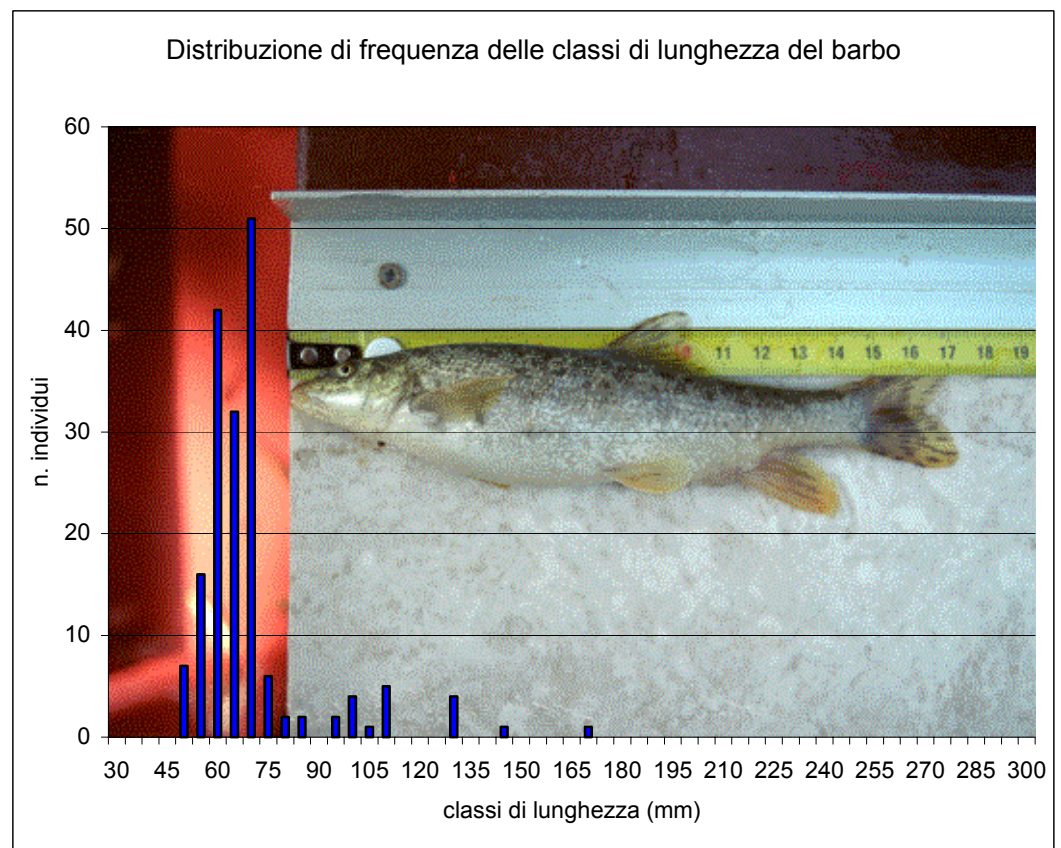 Distribuzione di frequenza delle classi di lunghezza del barbo
60
50
40
30
20
10
0
n. individui
10 11 12 13 14 15 16 17 18 19
30 45 60 75 90 105 120 135 150 165 180 195 210 225 240 255 270 285 300
classi di lunghezza (mm)